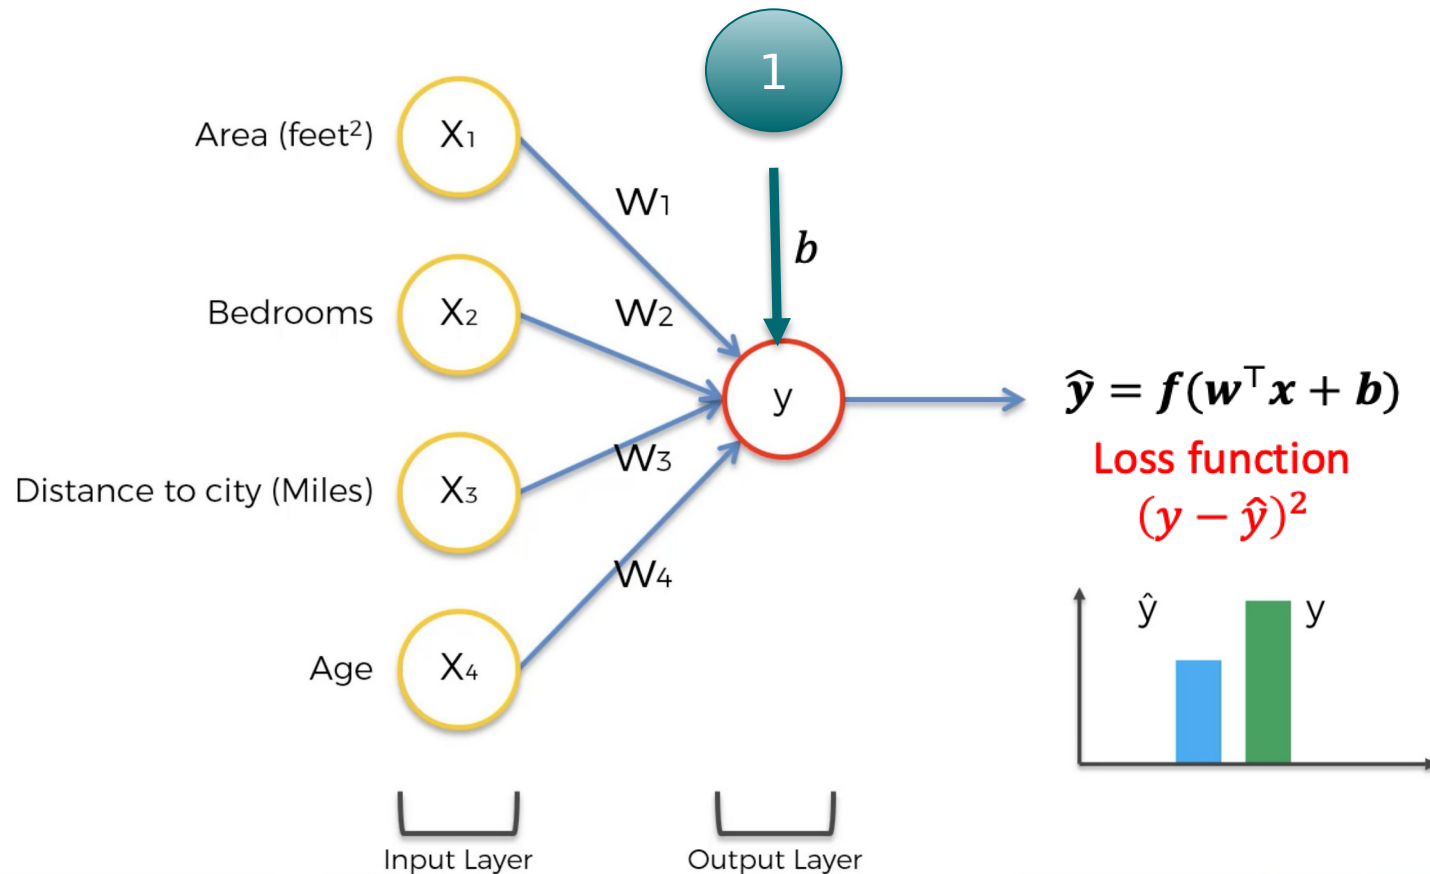 1
Area (feet²)
X₁
W₁
b
Bedrooms
X₂
W₂
y
ŷ = f(w⊤x + b)
Loss function
(y − ŷ)²
Distance to city (Miles)
X₃
W₃
W₄
ŷ
y
Age
X₄
Input Layer
Output Layer